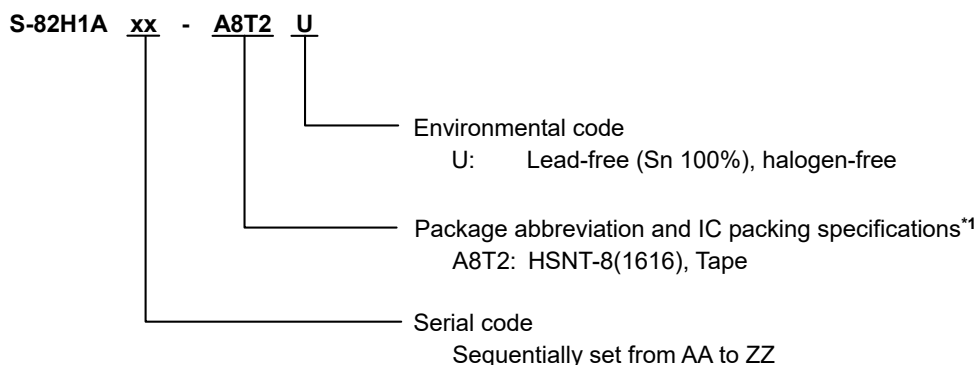 S-82H1A xx - A8T2 U
Environmental code
U: Lead-free (Sn 100%), halogen-free
Package abbreviation and IC packing specifications*1
A8T2: HSNT-8(1616), Tape
Serial code
Sequentially set from AA to ZZ